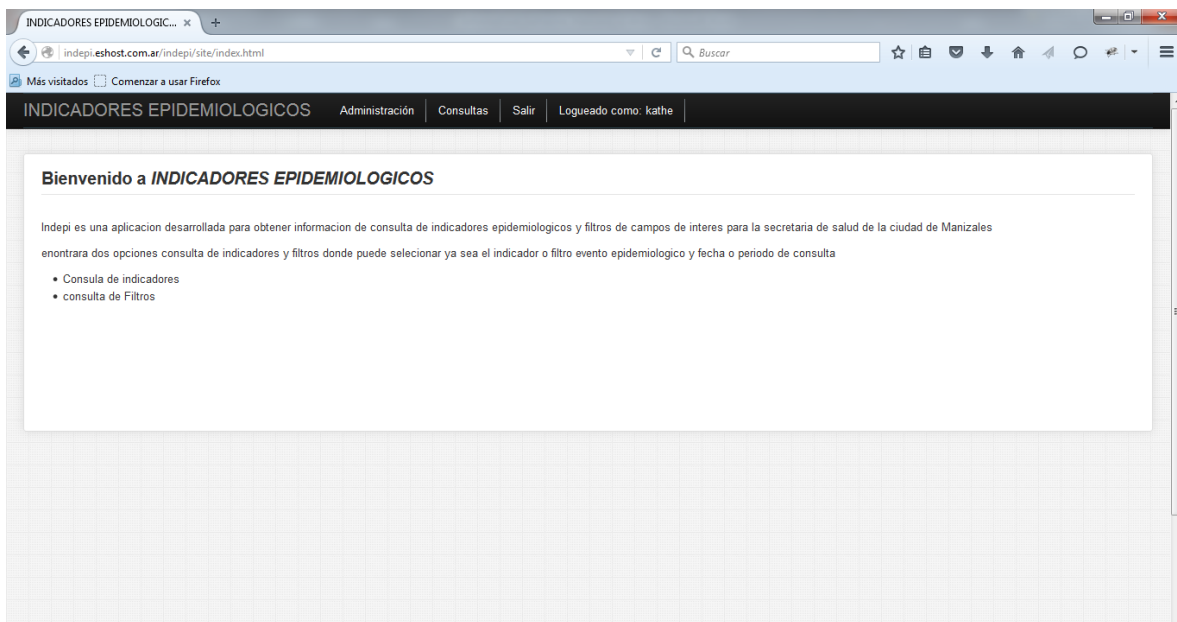 INDICADORES EPIDEMIOLOGIC...
indepi.eshost.com.ar/indepi/site/index.html
Buscar
Más visitados Comenzar a usar Firefox
INDICADORES EPIDEMIOLOGICOS Administración Consultas Salir Logueado como: kathe
Bienvenido a INDICADORES EPIDEMIOLOGICOS
Indepi es una aplicacion desarrollada para obtener informacion de consulta de indicadores epidemiologicos y filtros de campos de interes para la secretaria de salud de la ciudad de Manizales
enontrara dos opciones consulta de indicadores y filtros donde puede selecionar ya sea el indicador o filtro evento epidemiologico y fecha o periodo de consulta
• Consula de indicadores
• consulta de Filtros